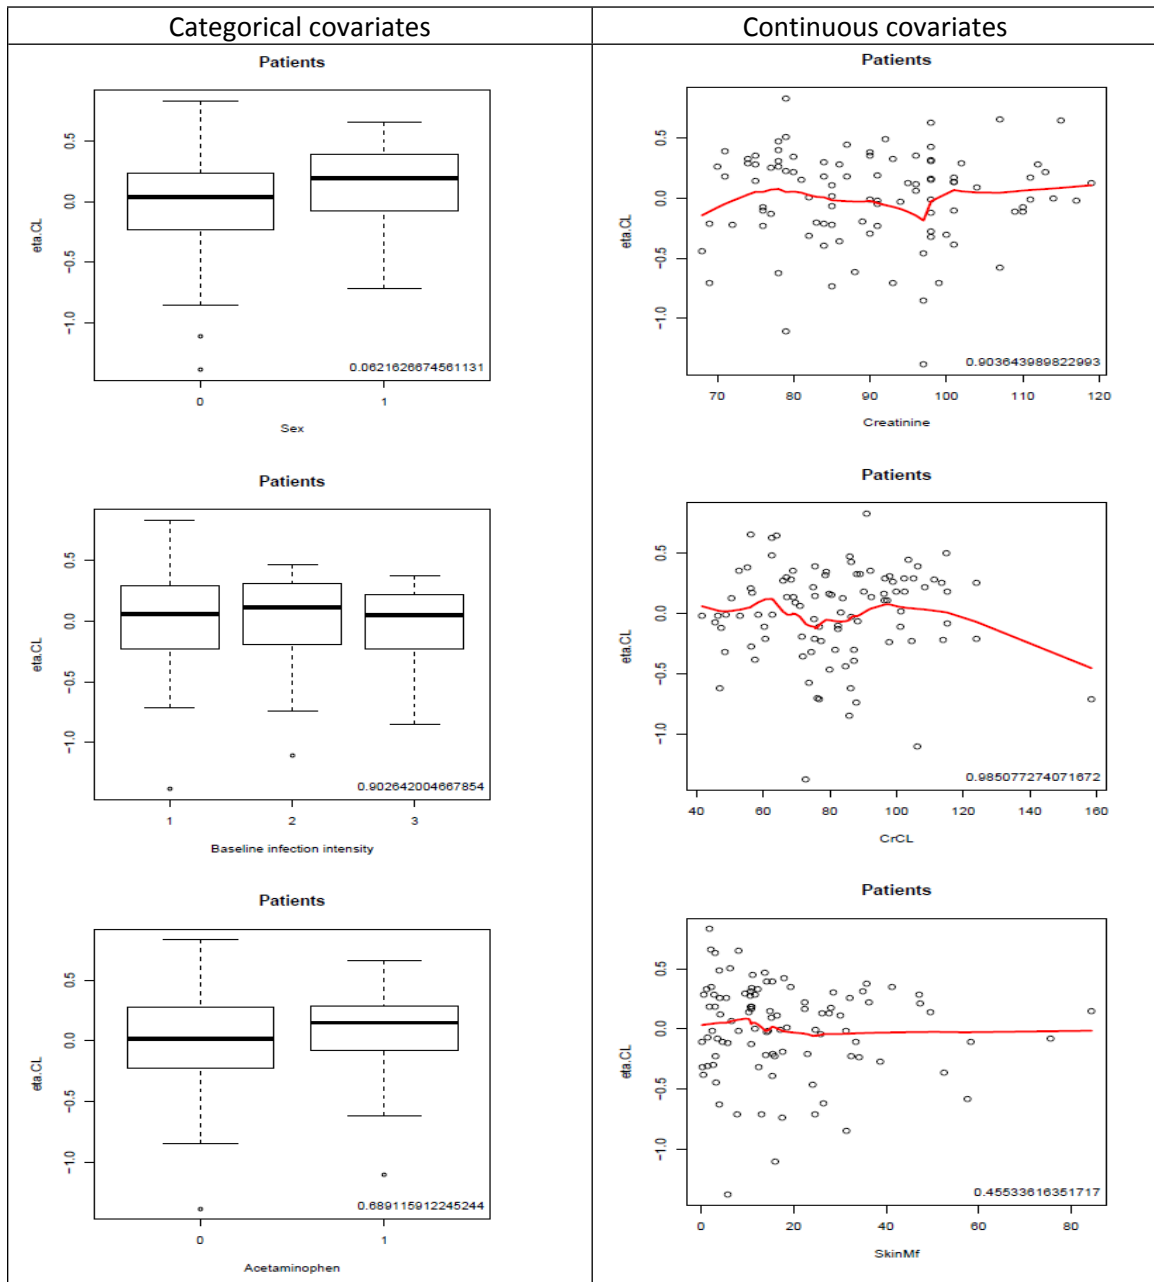 Categorical covariates
Continuous covariates
Patients
eta.CL
0.5
0.0
−0.5
−1.0
0.0621626674561131
0
1
Sex
Patients
eta.CL
0.5
0.0
−0.5
−1.0
0.903643989822993
70
80
90
100
110
120
Creatinine
Patients
eta.CL
0.5
0.0
−0.5
−1.0
0.902642004667854
1
2
3
Baseline infection intensity
Patients
eta.CL
0.5
0.0
−0.5
−1.0
0.985077274071672
40
60
80
100
120
140
160
CrCL
Patients
eta.CL
0.5
0.0
−0.5
−1.0
0.689115912245244
0
1
Acetaminophen
Patients
eta.CL
0.5
0.0
−0.5
−1.0
0.45533616351717
0
20
40
60
80
SkinMf